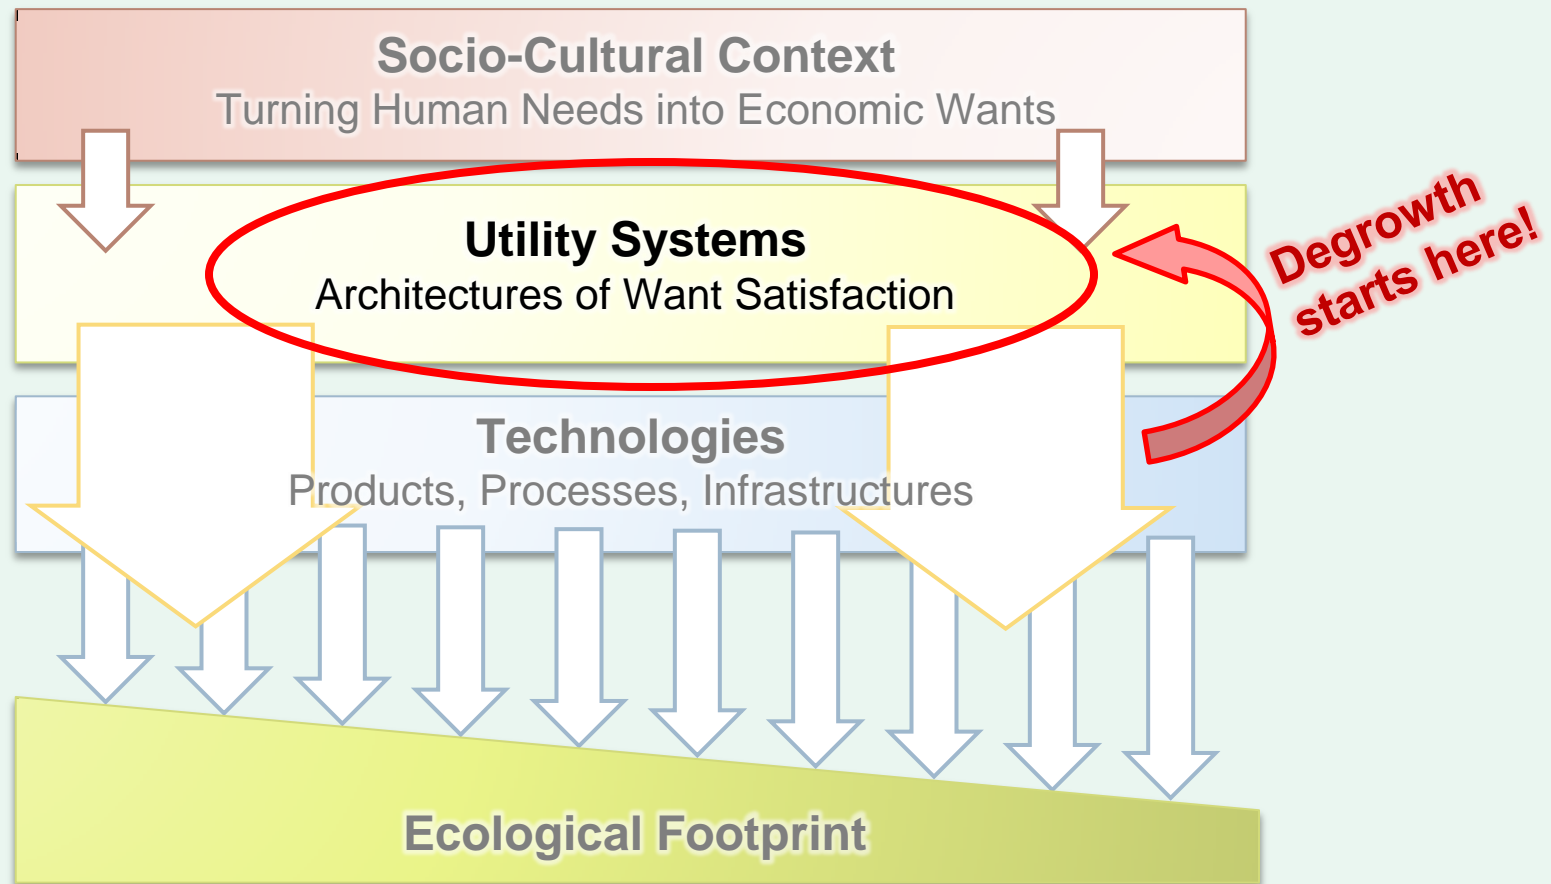 Socio-Cultural Context
Turning Human Needs into Economic Wants
Utility Systems
Architectures of Want Satisfaction
Degrowth
starts here!
Technologies
Products, Processes, Infrastructures
Ecological Footprint